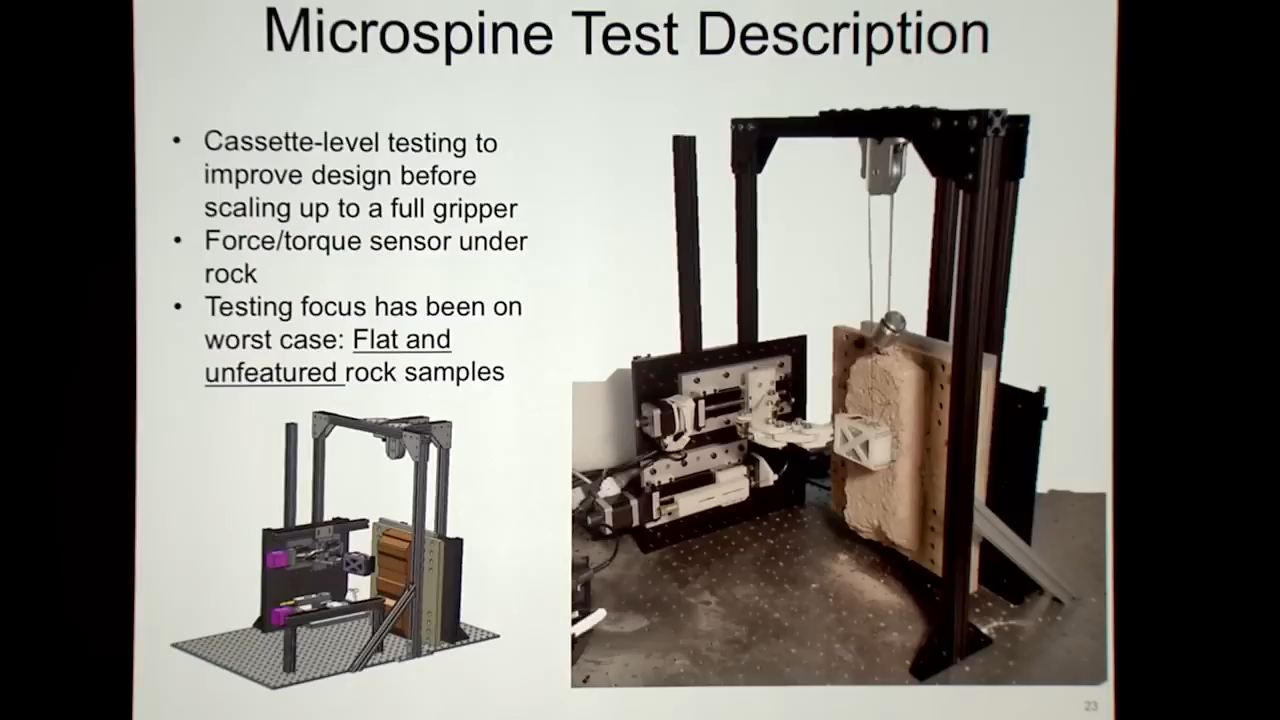 Microspine Test Description
• Cassette-level testing to
improve design before
scaling up to a full gripper
• Force/torque sensor under
rock
• Testing focus has been on
worst case: Flat and
unfeatured rock samples
23